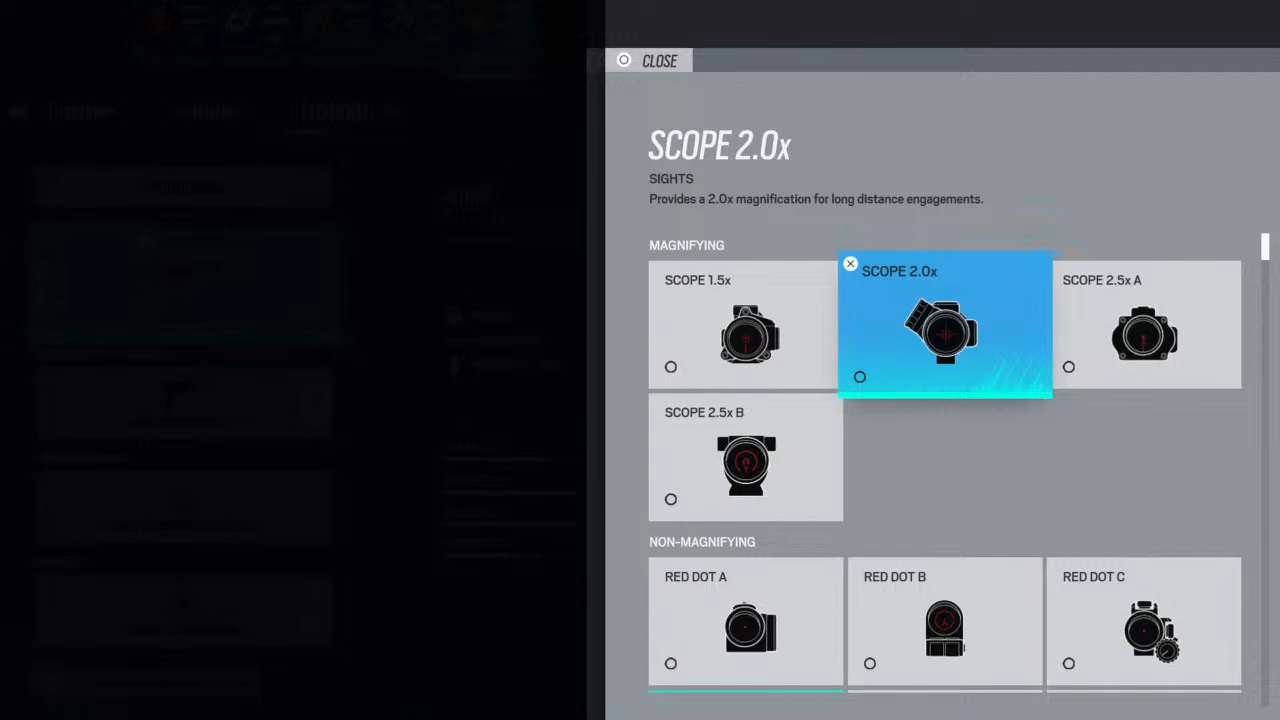 CLOSE
SCOPE 2.0x
SIGHTS
Provides a 2.0x magnification for long distance engagements.
MAGNIFYING
SCOPE 1.5x
SCOPE 2.0x
SCOPE 2.5x A
SCOPE 2.5x B
NON-MAGNIFYING
RED DOT A
RED DOT B
RED DOT C